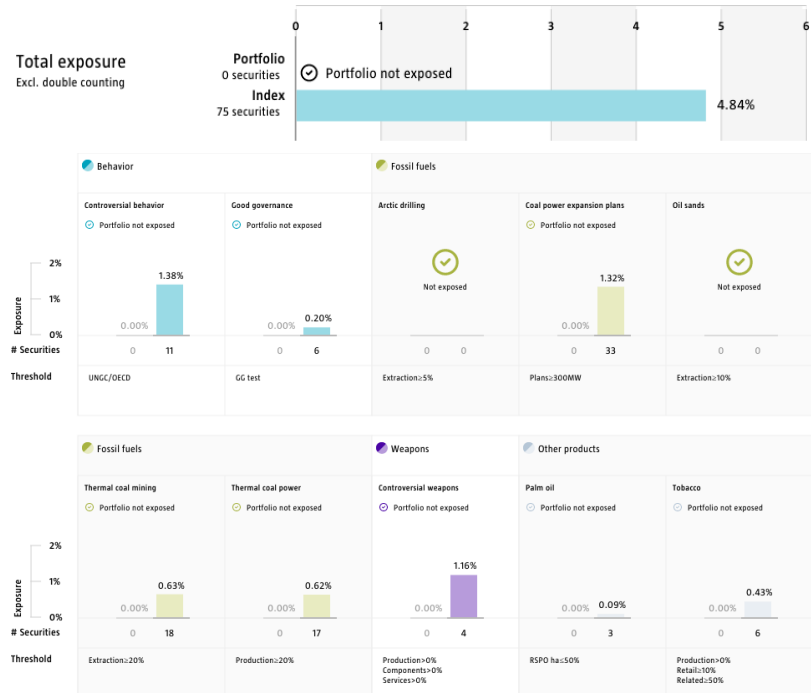 0 1 2 3 4 5 6
Total exposure
Excl. double counting
Portfolio
0 securities
Portfolio not exposed
Index
75 securities
4.84%
Behavior
Fossil fuels
Controversial behavior
Good governance
Arctic drilling
Coal power expansion plans
Oil sands
Portfolio not exposed
Portfolio not exposed
Portfolio not exposed
Not exposed
Not exposed
Exposure
2%
1%
0%
0.00% 1.38%
0.00% 0.20%
0.00% 1.32%
# Securities 0 11 0 6 0 0 0 33 0 0
Threshold UNGC/OECD GG test Extraction≥5% Plans≥300MW Extraction≥10%
Fossil fuels
Weapons
Other products
Thermal coal mining
Thermal coal power
Controversial weapons
Palm oil
Tobacco
Portfolio not exposed
Portfolio not exposed
Portfolio not exposed
Portfolio not exposed
Portfolio not exposed
Exposure
2%
1%
0%
0.00% 0.63%
0.00% 0.62%
0.00% 1.16%
0.00% 0.09%
0.00% 0.43%
# Securities 0 18 0 17 0 4 0 3 0 6
Threshold Extraction≥20% Production≥20% Production>0% RSPO ha≤50% Production>0%
Components>0% Retail≥10%
Services>0% Related≥50%